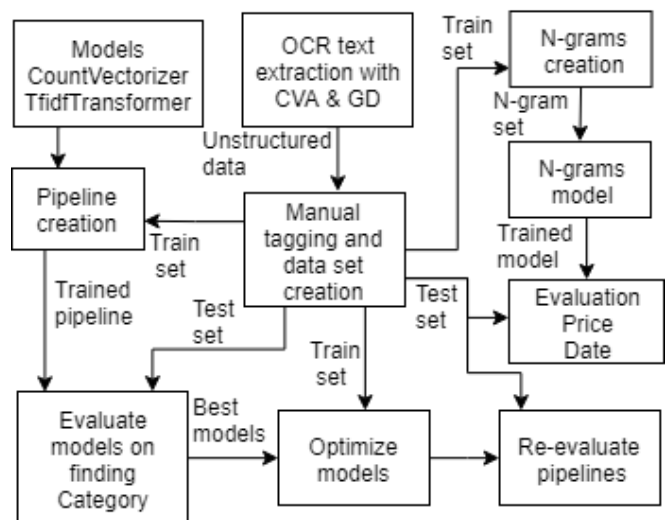 Models
CountVectorizer
TfidfTransformer
OCR text
extraction with
CVA & GD
Train
set
N-grams
creation
Unstructured
data
N-gram
set
Pipeline
creation
Train
set
Manual
tagging and
data set
creation
N-grams
model
Trained
model
Trained
pipeline
Test
set
Train
set
Test
set
Evaluation
Price
Date
Evaluate
models on
finding
Category
Best
models
Optimize
models
Re-evaluate
pipelines